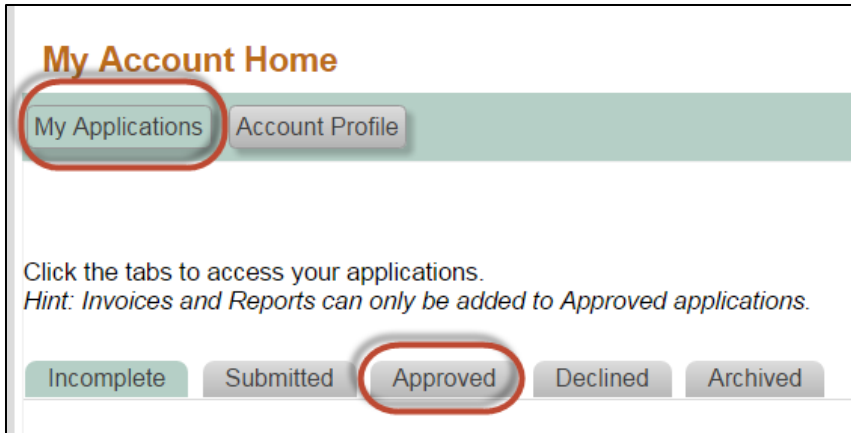 My Account Home
My Applications Account Profile
Click the tabs to access your applications.
Hint: Invoices and Reports can only be added to Approved applications.
Incomplete Submitted Approved Declined Archived